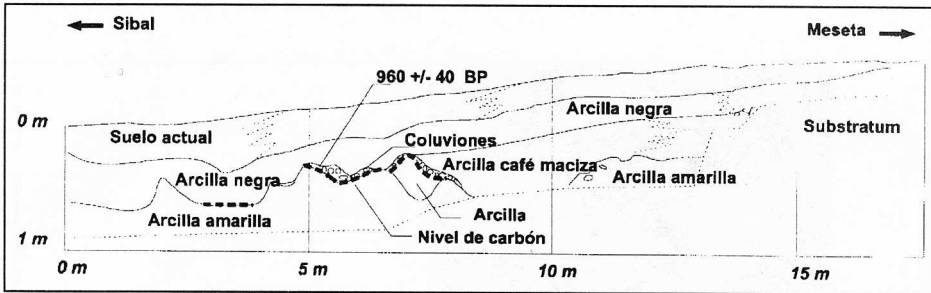 Sibal
Meseta
960 +/- 40 BP
0 m
Arcilla negra
Suelo actual
Coluviones
Substratum
Arcilla negra
Arcilla café maciza
Arcilla amarilla
Arcilla amarilla
Arcilla
Nivel de carbón
1 m
0 m
5 m
10 m
15 m